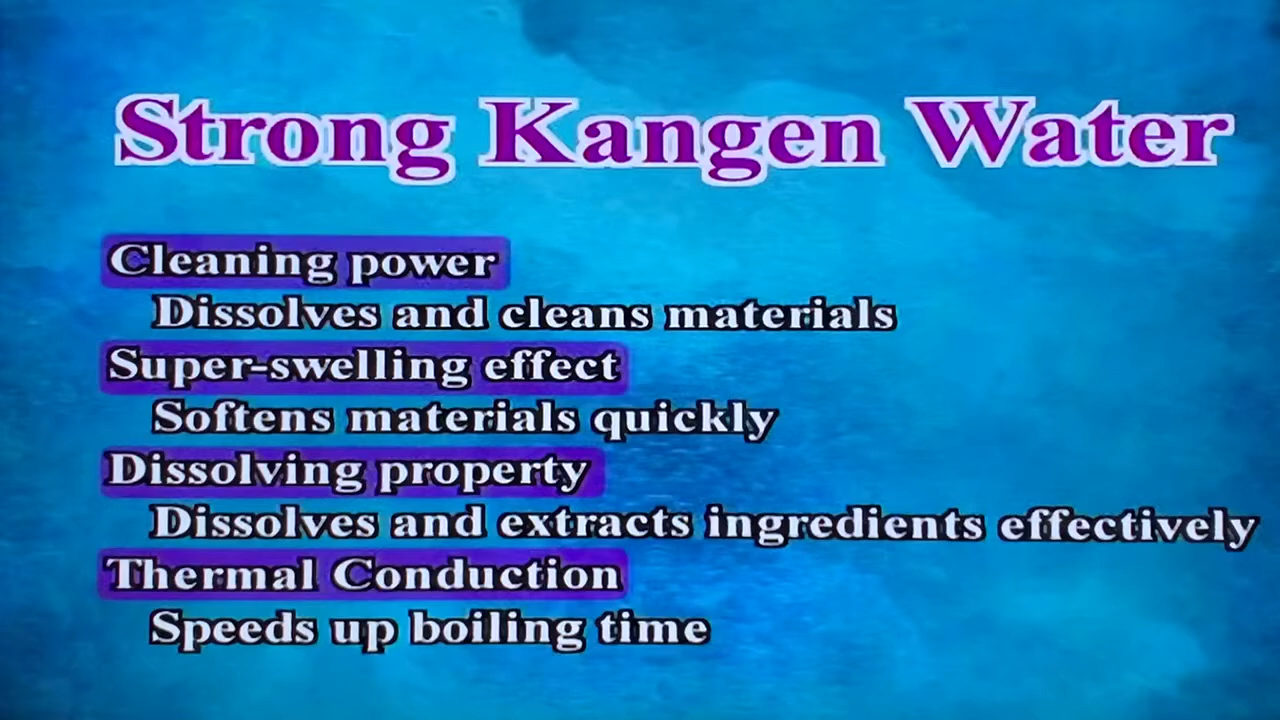 Strong Kangen Water
Cleaning power
Dissolves and cleans materials
Super-swelling effect
Softens materials quickly
Dissolving property
Dissolves and extracts ingredients effectively
Thermal Conduction
Speeds up boiling time